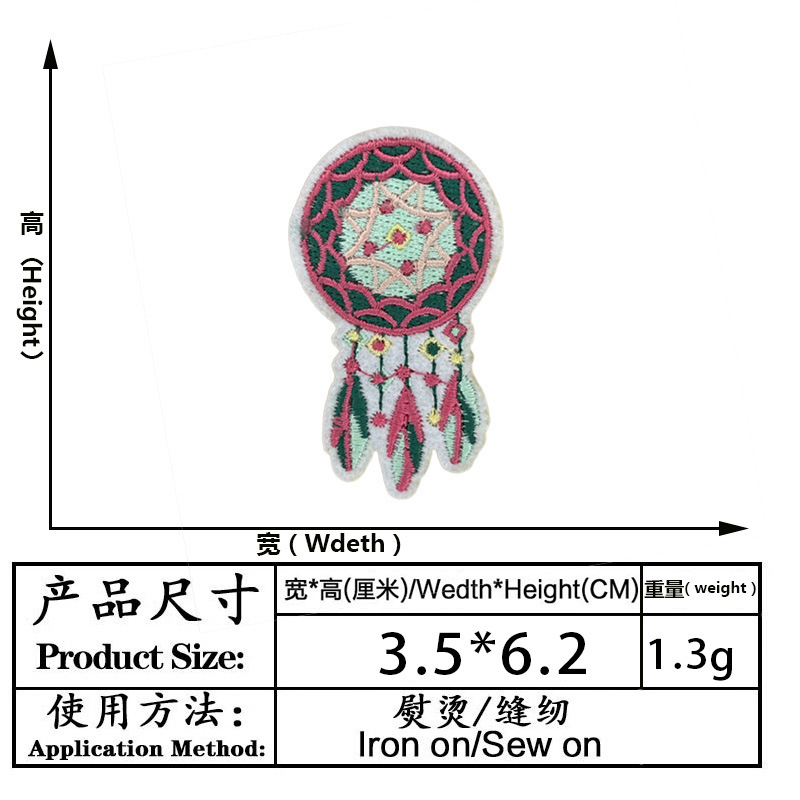 高
(Height)
宽 ( Wdeth )
产品尺寸
Product Size:
宽*高(厘米)/Wedth*Height(CM)
重量( weight )
3.5*6.2
1.3g
使用方法:
Application Method:
熨烫/缝纫
Iron on/Sew on